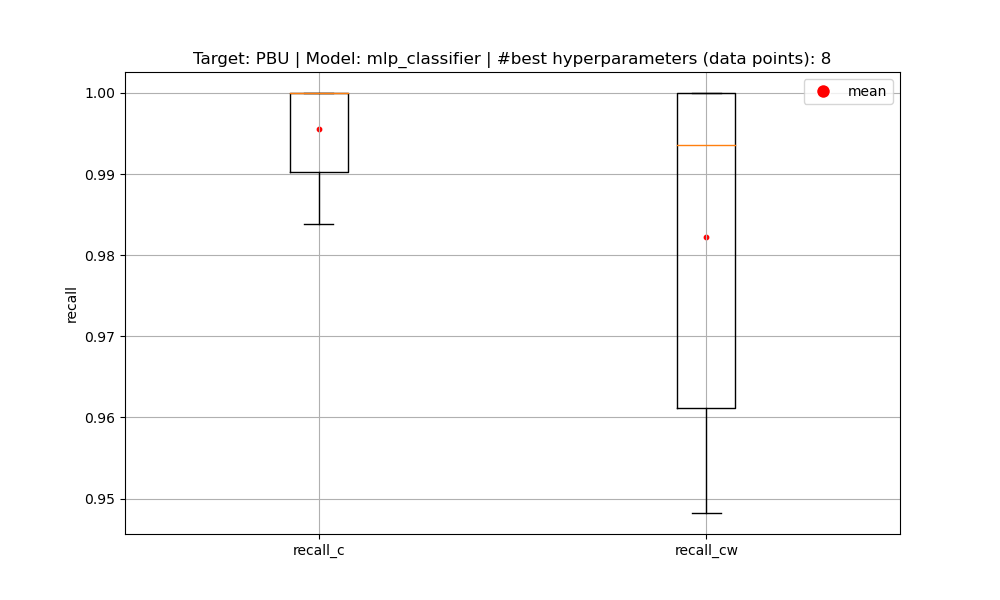 Target: PBU | Model: mlp_classifier | #best hyperparameters (data points): 8
mean
1.00
0.99
0.98
0.97
0.96
0.95
recall
recall_c
recall_cw